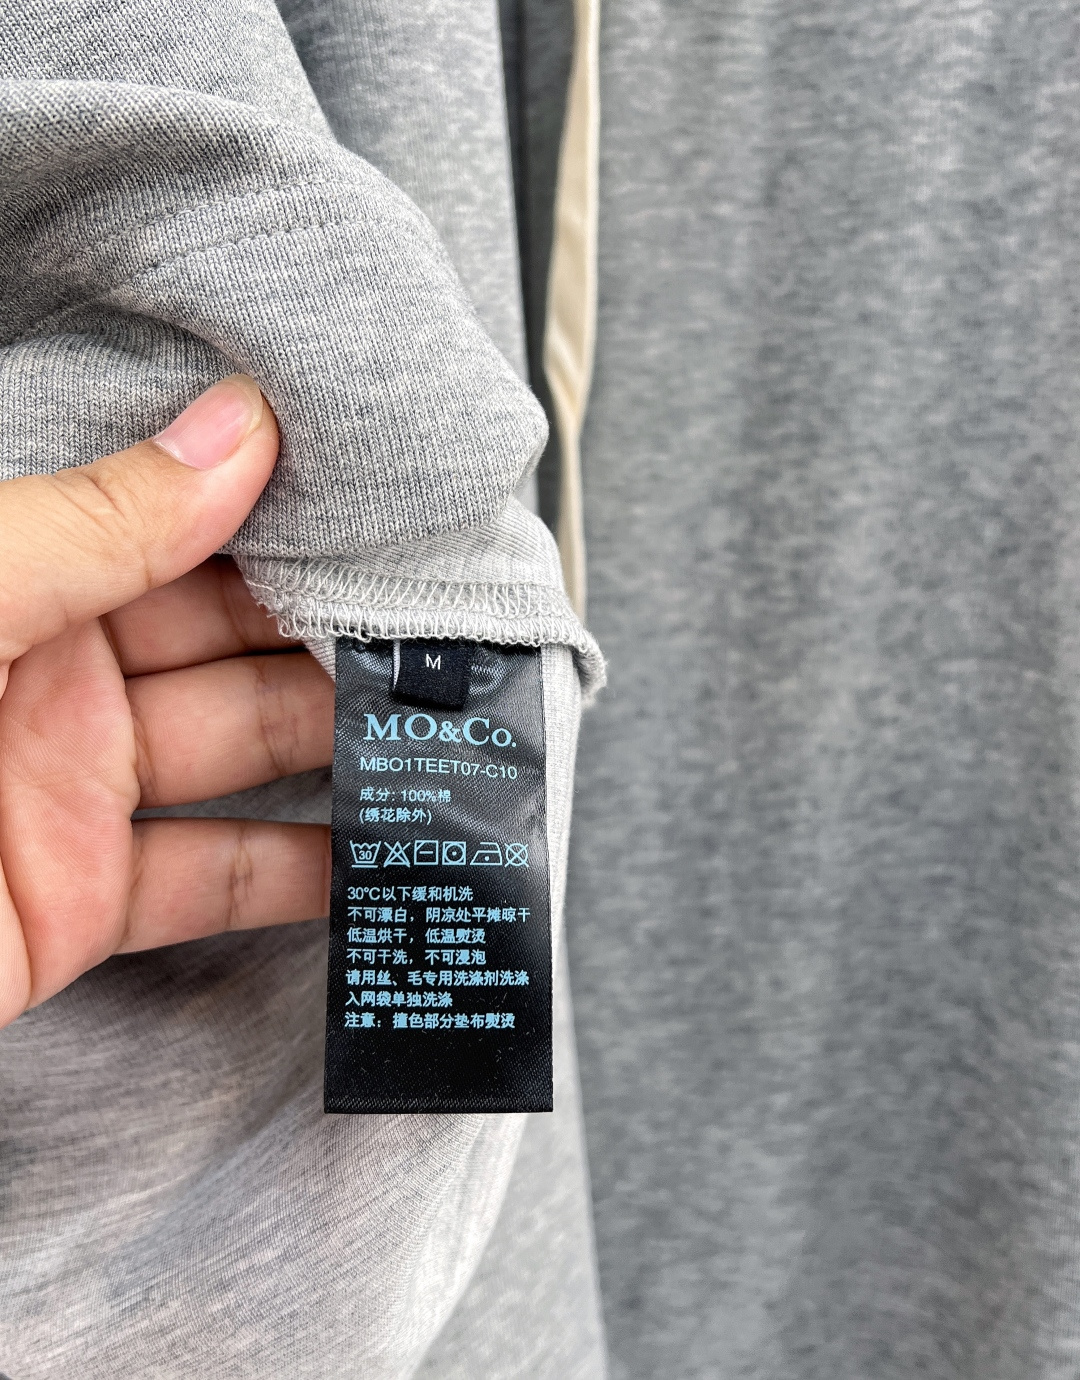 M
MO&Co.
MBO1TEET07-C10
成分: 100%棉
(绣花除外)
30
30℃以下缓和机洗
不可漂白，阴凉处平摊晾干
低温烘干，低温熨烫
不可干洗，不可浸泡
请用丝、毛专用洗涤剂洗涤
入网袋单独洗涤
注意：撞色部分垫布熨烫